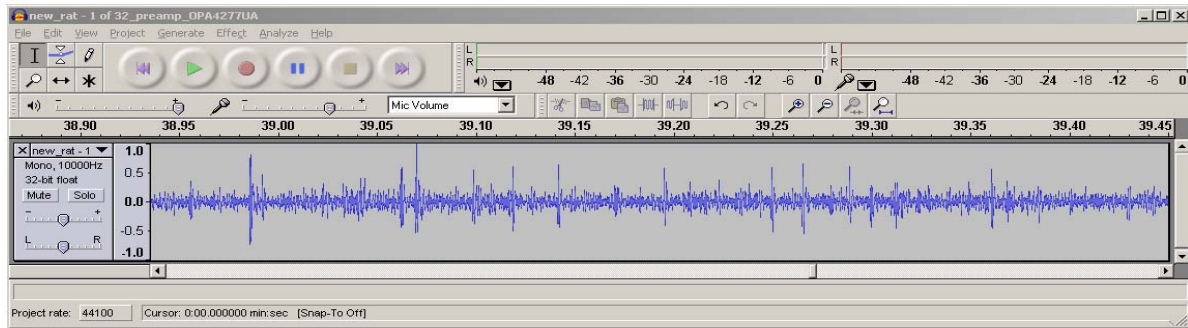 new_rat - 1 of 32_preamp_OPA4277UA
File Edit View Project Generate Effect Analyze Help
L
R
-48 -42 -36 -30 -24 -18 -12 -6 0
L
R
-48 -42 -36 -30 -24 -18 -12 -6 0
- + - + Mic Volume
38.90 38.95 39.00 39.05 39.10 39.15 39.20 39.25 39.30 39.35 39.40 39.45
new_rat - 1
Mono, 10000Hz
32-bit float
Mute Solo
- +
L R
1.0
0.5
0.0
-0.5
-1.0
Project rate: 44100 Cursor: 0:00.000000 min:sec [Snap-To Off]